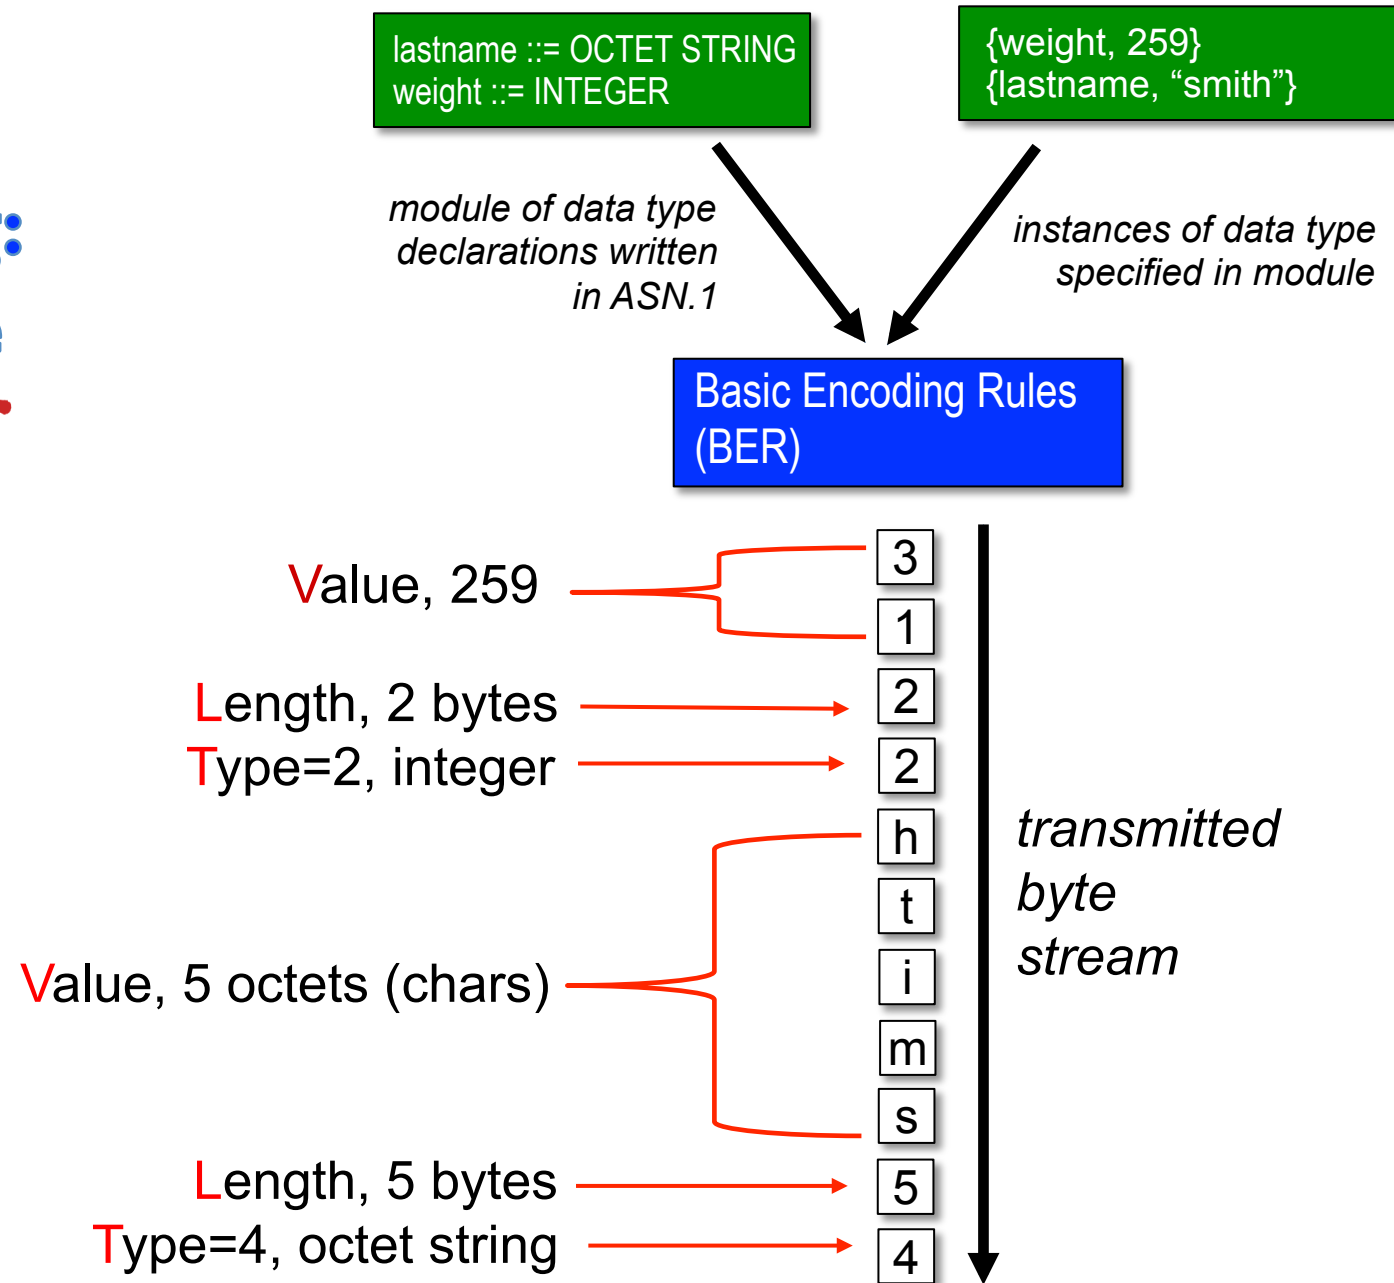 lastname ::= OCTET STRING
weight ::= INTEGER
{weight, 259}
{lastname, “smith”}
module of data type
declarations written
in ASN.1
instances of data type
specified in module
Basic Encoding Rules
(BER)
Value, 259
3
1
Length, 2 bytes
2
Type=2, integer
2
h
t
i
m
s
Value, 5 octets (chars)
transmitted
byte
stream
Length, 5 bytes
5
Type=4, octet string
4